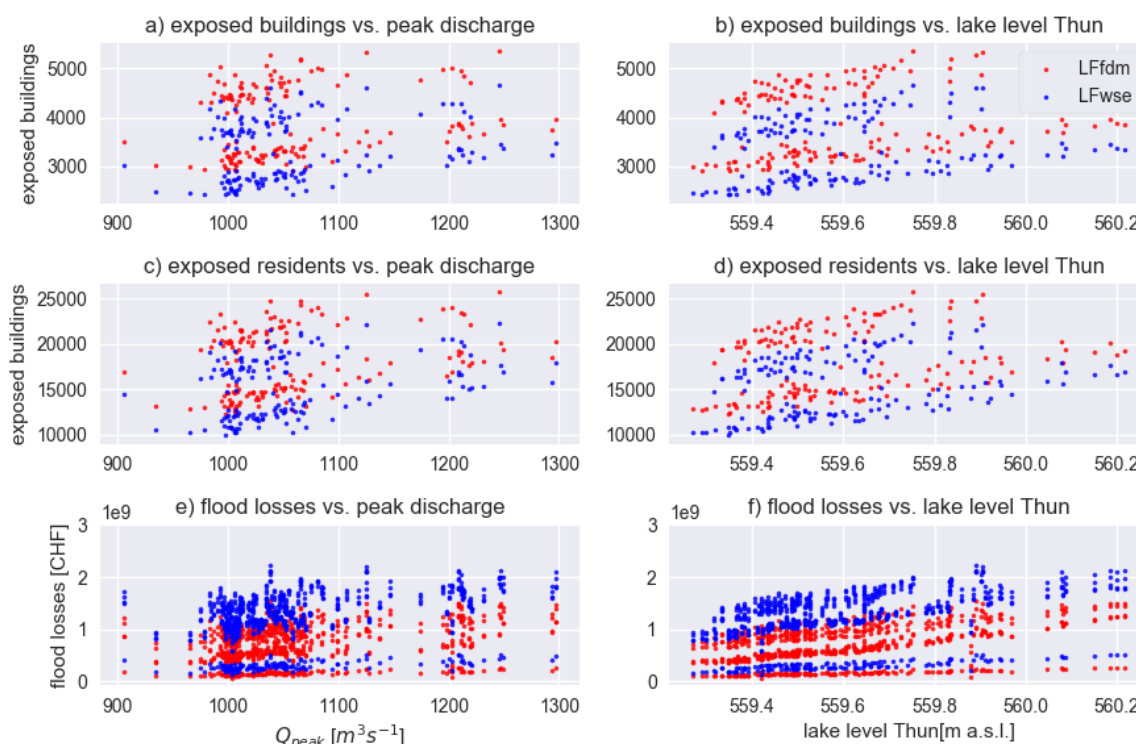 a) exposed buildings vs. peak discharge
b) exposed buildings vs. lake level Thun
exposed buildings
5000
4000
3000
900 1000 1100 1200 1300
5000
4000
3000
559.4 559.6 559.8 560.0 560.2
LFfdm
LFwse
c) exposed residents vs. peak discharge
d) exposed residents vs. lake level Thun
exposed buildings
25000
20000
15000
10000
900 1000 1100 1200 1300
25000
20000
15000
10000
559.4 559.6 559.8 560.0 560.2
1e9 e) flood losses vs. peak discharge
1e9 f) flood losses vs. lake level Thun
flood losses [CHF]
3
2
1
0
900 1000 1100 1200 1300
Q_peak [m³s⁻¹]
3
2
1
0
559.4 559.6 559.8 560.0 560.2
lake level Thun[m a.s.l.]